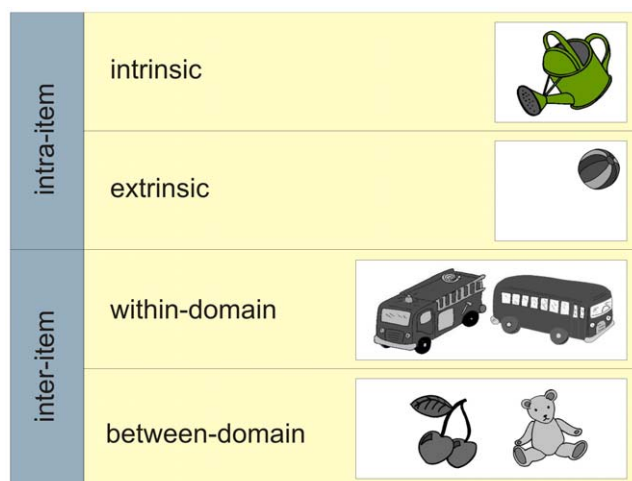 intra-item
intrinsic
extrinsic
inter-item
within-domain
between-domain